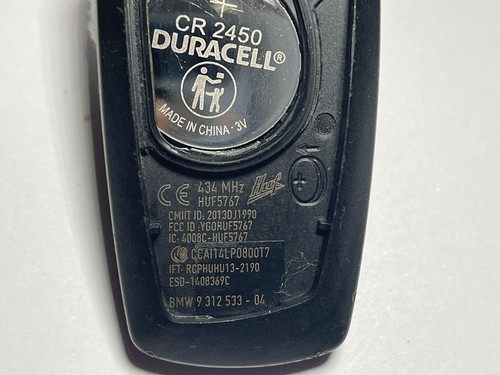 CR 2450
DURACELL®
MADE IN CHINA · 3V
CE 434 MHz Huf
HUF5767
CMIIT ID: 2013DJ1990
FCC ID: YGOHUF5767
IC: 4008C-HUF5767
CCAI14LP0800T7
IFT: RCPHUHU13-2190
ESD-1408369C
BMW 9 312 533 - 04